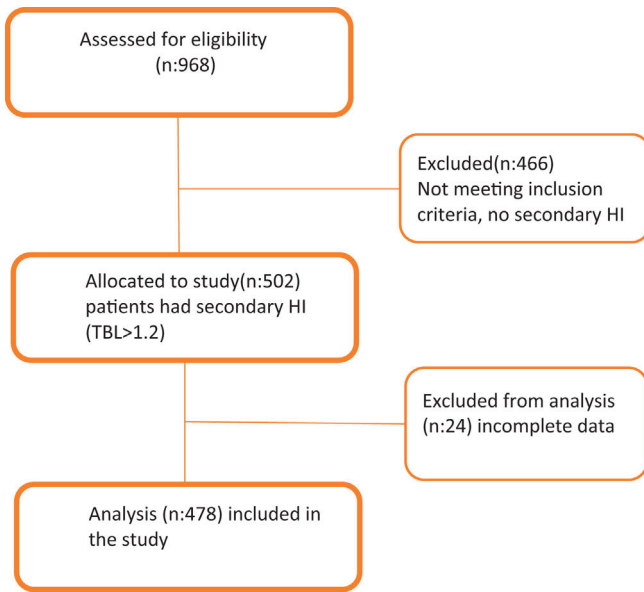 Assessed for eligibility
(n:968)
Excluded(n:466)
Not meeting inclusion
criteria, no secondary HI
Allocated to study(n:502)
patients had secondary HI
(TBL>1.2)
Excluded from analysis
(n:24) incomplete data
Analysis (n:478) included in
the study